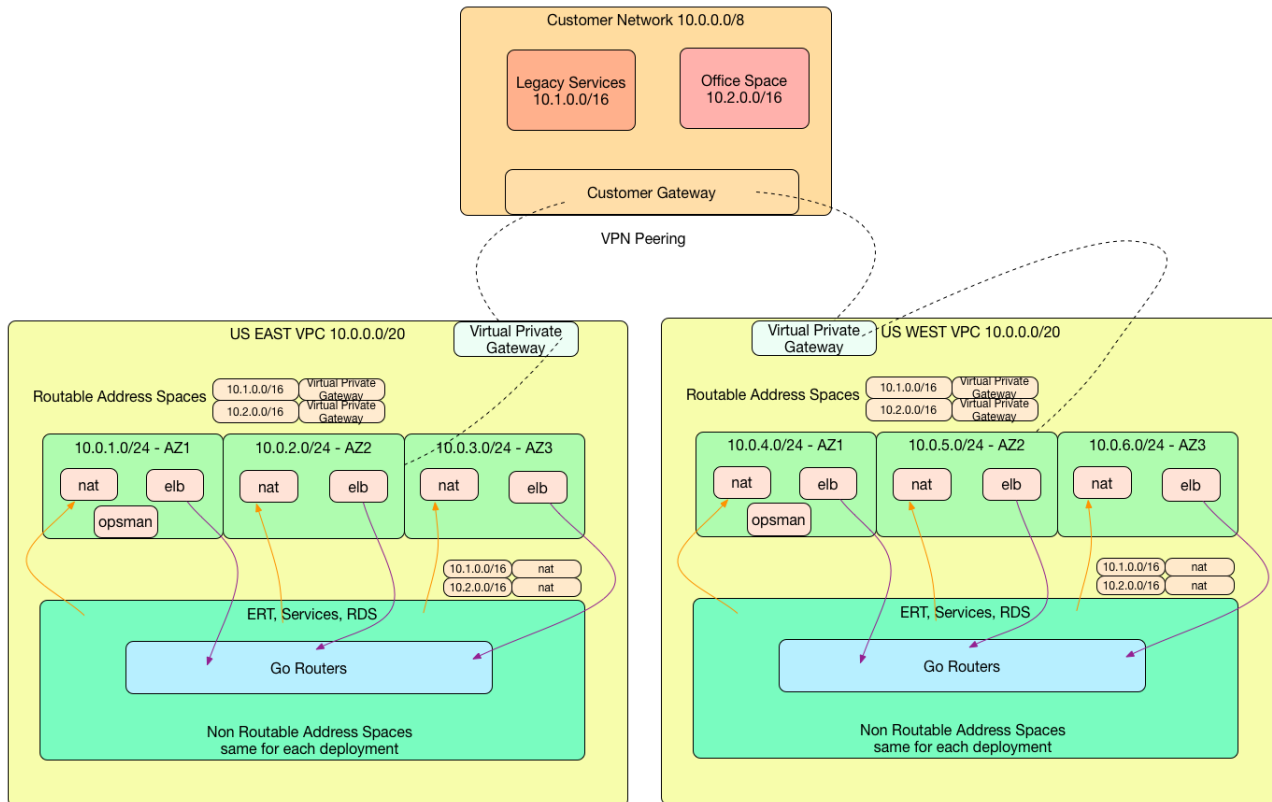 Customer Network 10.0.0.0/8
Legacy Services
10.1.0.0/16
Office Space
10.2.0.0/16
Customer Gateway
VPN Peering
US EAST VPC 10.0.0.0/20
Virtual Private
Gateway
Routable Address Spaces
10.1.0.0/16
Virtual Private
Gateway
10.2.0.0/16
Virtual Private
Gateway
10.0.1.0/24 - AZ1
10.0.2.0/24 - AZ2
10.0.3.0/24 - AZ3
nat
elb
nat
elb
nat
elb
opsman
10.1.0.0/16
nat
10.2.0.0/16
nat
ERT, Services, RDS
Go Routers
Non Routable Address Spaces
same for each deployment
Virtual Private
Gateway
US WEST VPC 10.0.0.0/20
Routable Address Spaces
10.1.0.0/16
Virtual Private
Gateway
10.2.0.0/16
Virtual Private
Gateway
10.0.4.0/24 - AZ1
10.0.5.0/24 - AZ2
10.0.6.0/24 - AZ3
nat
elb
nat
elb
nat
elb
opsman
10.1.0.0/16
nat
10.2.0.0/16
nat
ERT, Services, RDS
Go Routers
Non Routable Address Spaces
same for each deployment